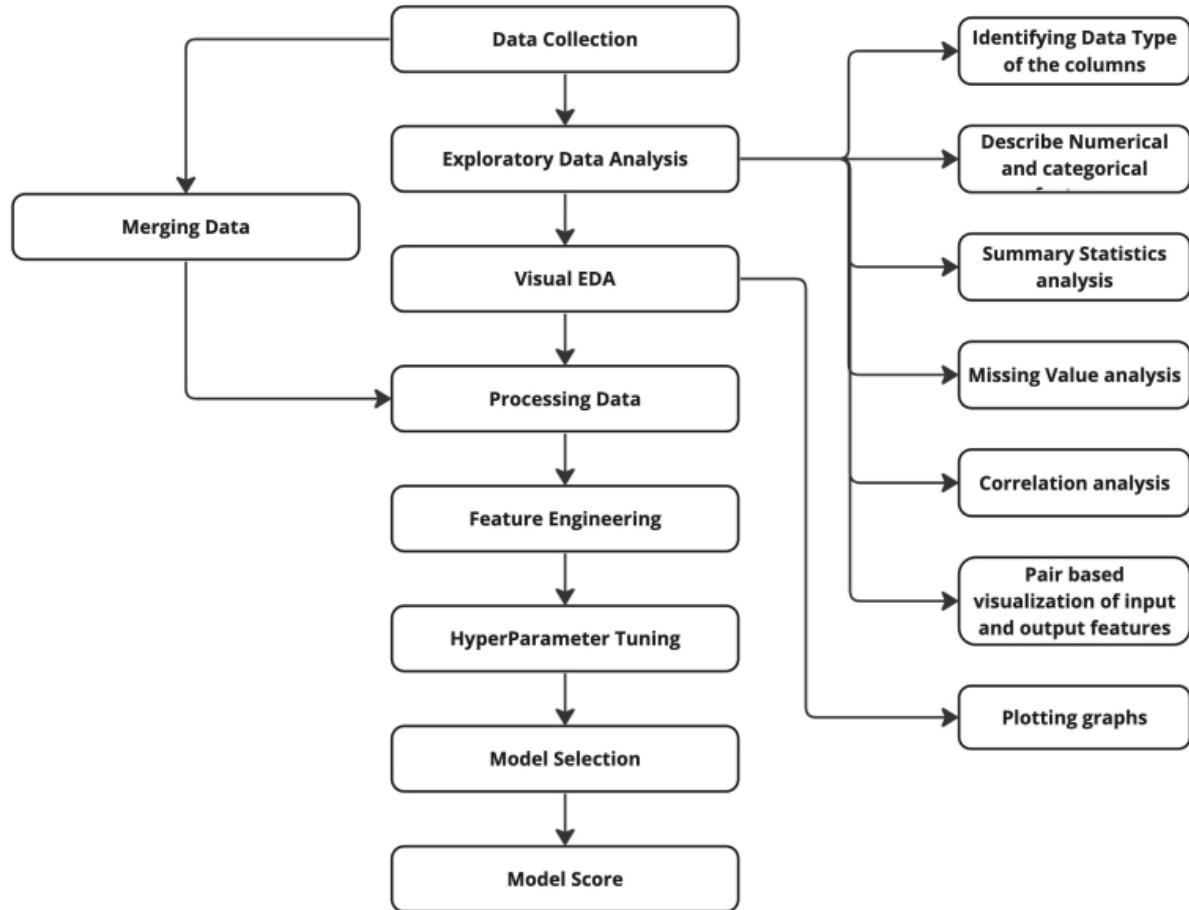 Data Collection
Identifying Data Type
of the columns
Exploratory Data Analysis
Describe Numerical
and categorical
Merging Data
Visual EDA
Summary Statistics
analysis
Processing Data
Missing Value analysis
Feature Engineering
Correlation analysis
HyperParameter Tuning
Pair based
visualization of input
and output features
Model Selection
Plotting graphs
Model Score